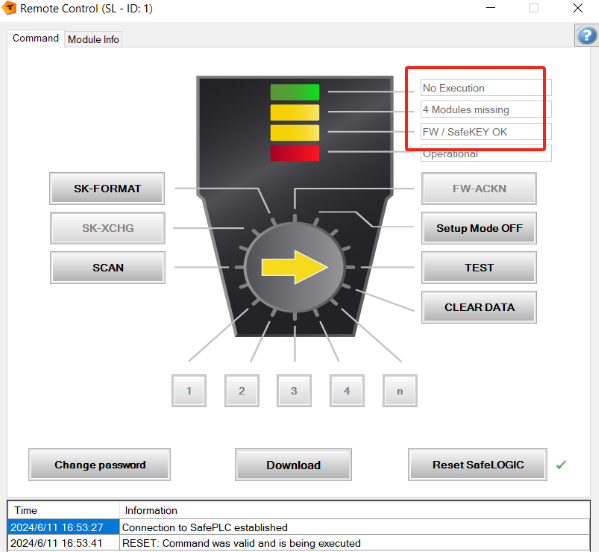 Remote Control (SL - ID: 1)
Command Module Info
?
No Execution
4 Modules missing
FW / SafeKEY OK
Operational
SK-FORMAT
FW-ACKN
SK-XCHG
Setup Mode OFF
SCAN
TEST
CLEAR DATA
1 2 3 4 n
Change password Download Reset SafeLOGIC
Time Information
2024/6/11 16:53:27 Connection to SafePLC established
2024/6/11 16:53:41 RESET: Command was valid and is being executed